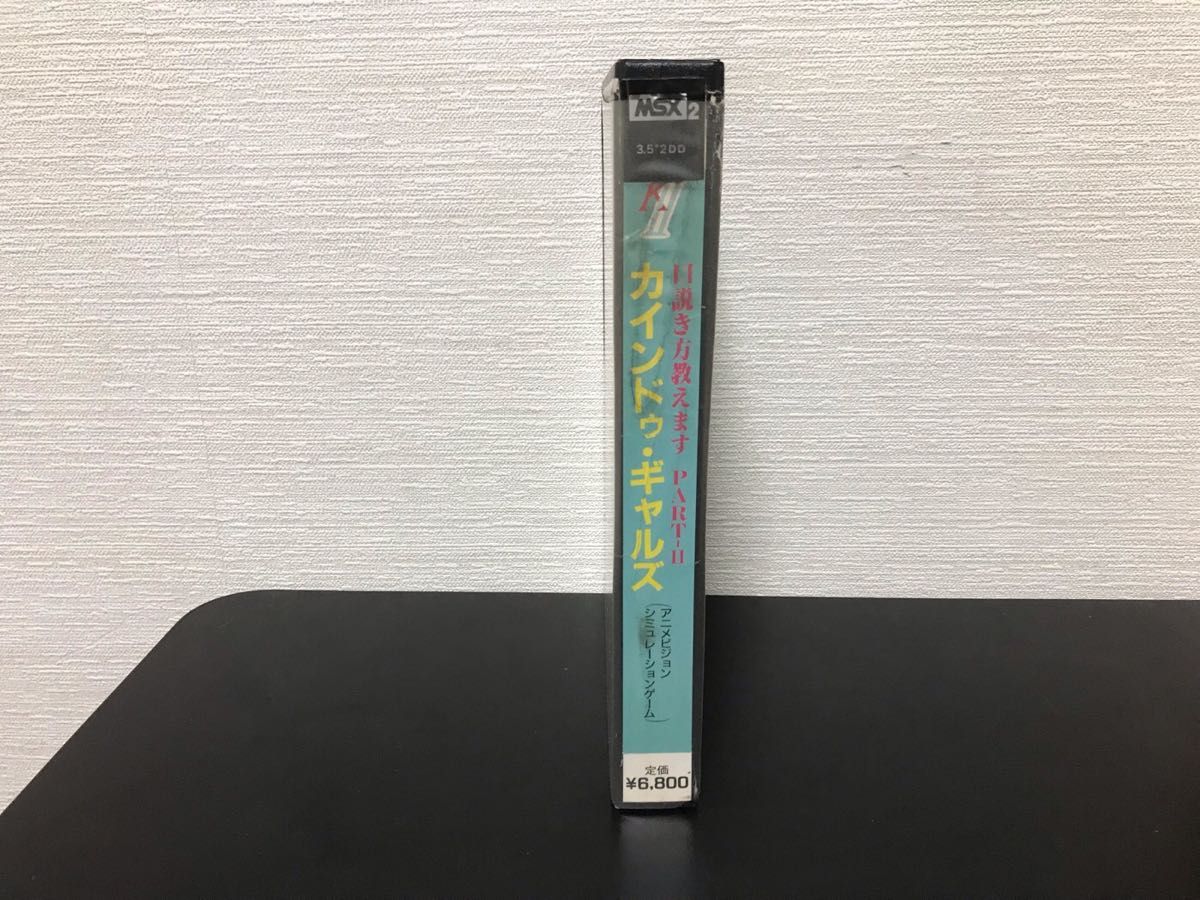 MSX2
3.5"2DD
口説き方教えます PART-II
カインドゥ・ギャルズ
(アニメビジョン
シミュレーションゲーム)
定価
¥6,800